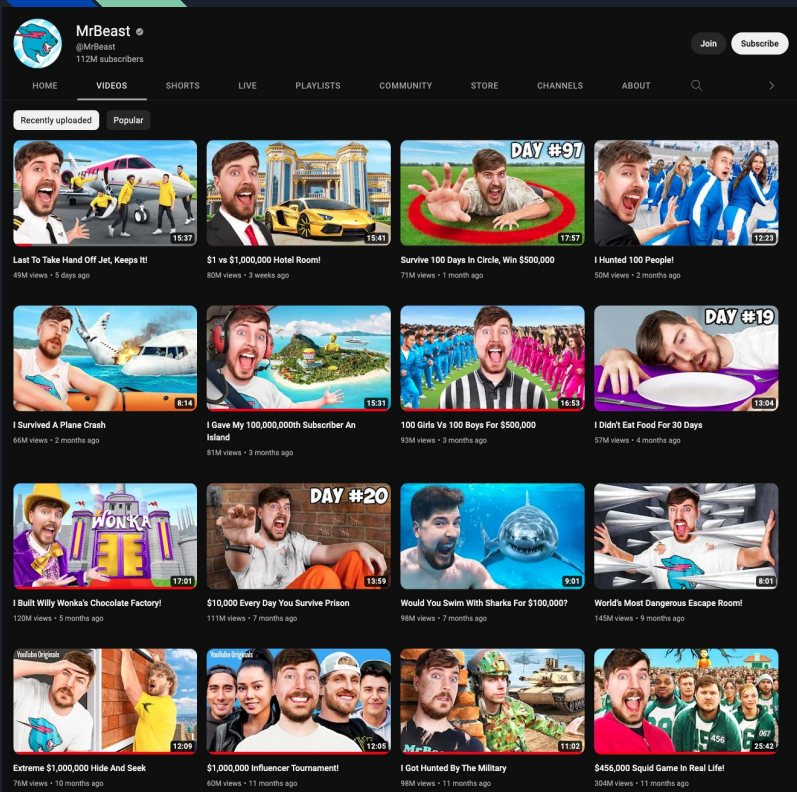 MrBeast
@MrBeast
112M subscribers
Join
Subscribe
HOME VIDEOS SHORTS LIVE PLAYLISTS COMMUNITY STORE CHANNELS ABOUT
Recently uploaded Popular
15:37
Last To Take Hand Off Jet, Keeps It!
49M views • 5 days ago
15:41
$1 vs $1,000,000 Hotel Room!
80M views • 3 weeks ago
DAY #97
17:57
Survive 100 Days In Circle, Win $500,000
71M views • 1 month ago
12:23
I Hunted 100 People!
50M views • 2 months ago
8:14
I Survived A Plane Crash
66M views • 2 months ago
15:31
I Gave My 100,000,000th Subscriber An
Island
81M views • 3 months ago
16:53
100 Girls Vs 100 Boys For $500,000
93M views • 3 months ago
DAY #19
13:04
I Didn't Eat Food For 30 Days
57M views • 4 months ago
WONKA
17:01
I Built Willy Wonka's Chocolate Factory!
120M views • 5 months ago
DAY #20
13:59
$10,000 Every Day You Survive Prison
111M views • 7 months ago
9:01
Would You Swim With Sharks For $100,000?
98M views • 7 months ago
8:01
World's Most Dangerous Escape Room!
145M views • 9 months ago
YouTube Originals
12:09
Extreme $1,000,000 Hide And Seek
76M views • 10 months ago
YouTube Originals
12:05
$1,000,000 Influencer Tournament!
60M views • 11 months ago
11:02
I Got Hunted By The Military
98M views • 11 months ago
456
067
25:42
$456,000 Squid Game In Real Life!
304M views • 11 months ago